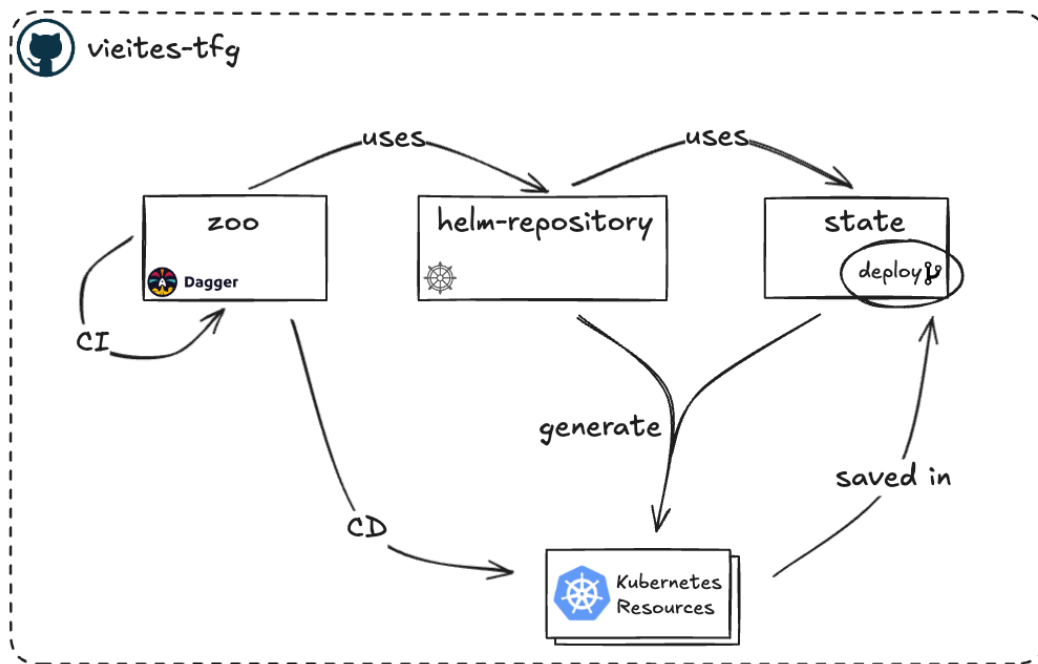 vieites-tfg
uses
uses
zoo
helm-repository
state
Dagger
deploy
CI
generate
saved in
CD
Kubernetes
Resources